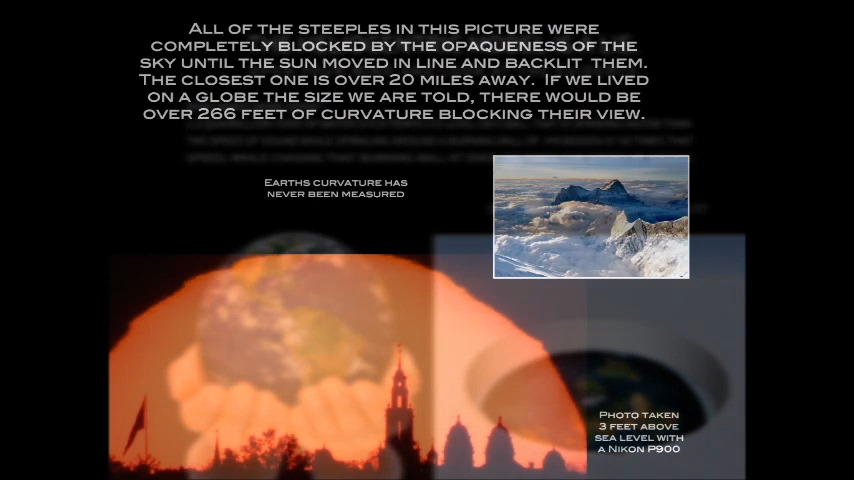 All of the steeples in this picture were
completely blocked by the opaqueness of the
sky until the sun moved in line and backlit them.
The closest one is over 20 miles away. If we lived
on a globe the size we are told, there would be
over 266 feet of curvature blocking their view.
Earths curvature has
never been measured
Photo taken
3 feet above
sea level with
a Nikon P900